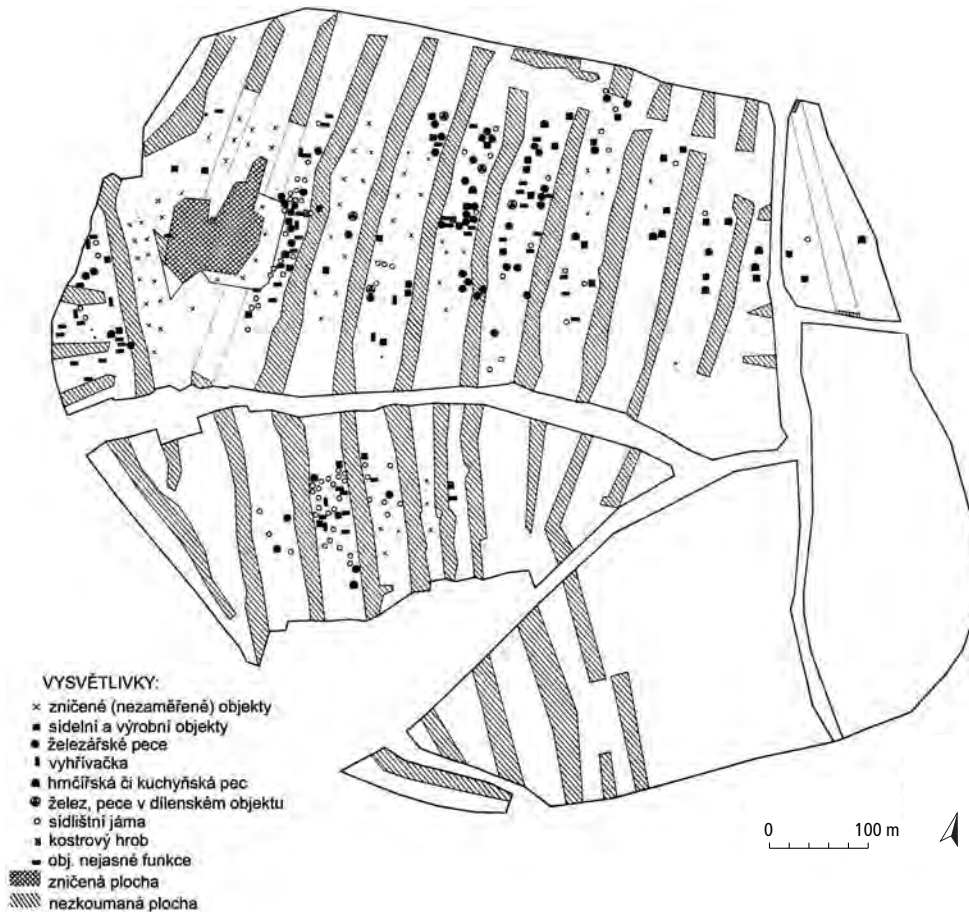 VYSVĚTLIVKY:
zničené (nezaměřené) objekty
sídelní a výrobní objekty
železářské pece
vyhřívačka
hrnčířská či kuchyňská pec
želez, pece v dílenském objektu
sídlištní jáma
kostrový hrob
obj. nejasné funkce
zničená plocha
nezkoumaná plocha
0 100 m